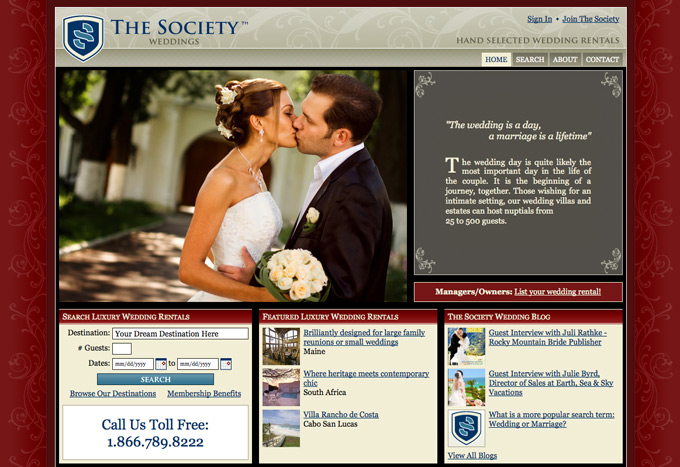 THE SOCIETY™
WEDDINGS
Sign In • Join The Society
HAND SELECTED WEDDING RENTALS
HOME SEARCH ABOUT CONTACT
"The wedding is a day,
a marriage is a lifetime"
The wedding day is quite likely the
most important day in the life of
the couple. It is the beginning of a
journey, together. Those wishing for an
intimate setting, our wedding villas and
estates can host nuptials from
25 to 500 guests.
Managers/Owners: List your wedding rental!
SEARCH LUXURY WEDDING RENTALS
Destination: Your Dream Destination Here
# Guests:
Dates: mm/dd/yyyy to mm/dd/yyyy
SEARCH
Browse Our Destinations Membership Benefits
Call Us Toll Free:
1.866.789.8222
FEATURED LUXURY WEDDING RENTALS
Brilliantly designed for large family
reunions or small weddings
Maine
Where heritage meets contemporary
chic
South Africa
Villa Rancho de Costa
Cabo San Lucas
THE SOCIETY WEDDING BLOG
Guest Interview with Juli Rathke -
Rocky Mountain Bride Publisher
Guest Interview with Julie Byrd,
Director of Sales at Earth, Sea & Sky
Vacations
What is a more popular search term:
Wedding or Marriage?
View All Blogs